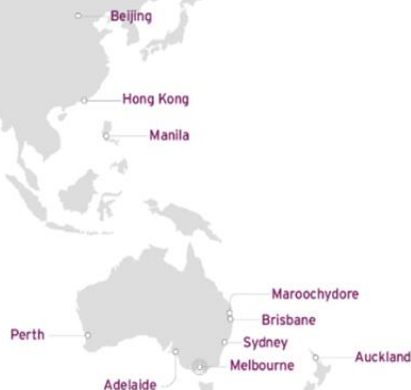 Beijing
Hong Kong
Manila
Maroochydore
Brisbane
Perth
Sydney
Auckland
Melbourne
Adelaide